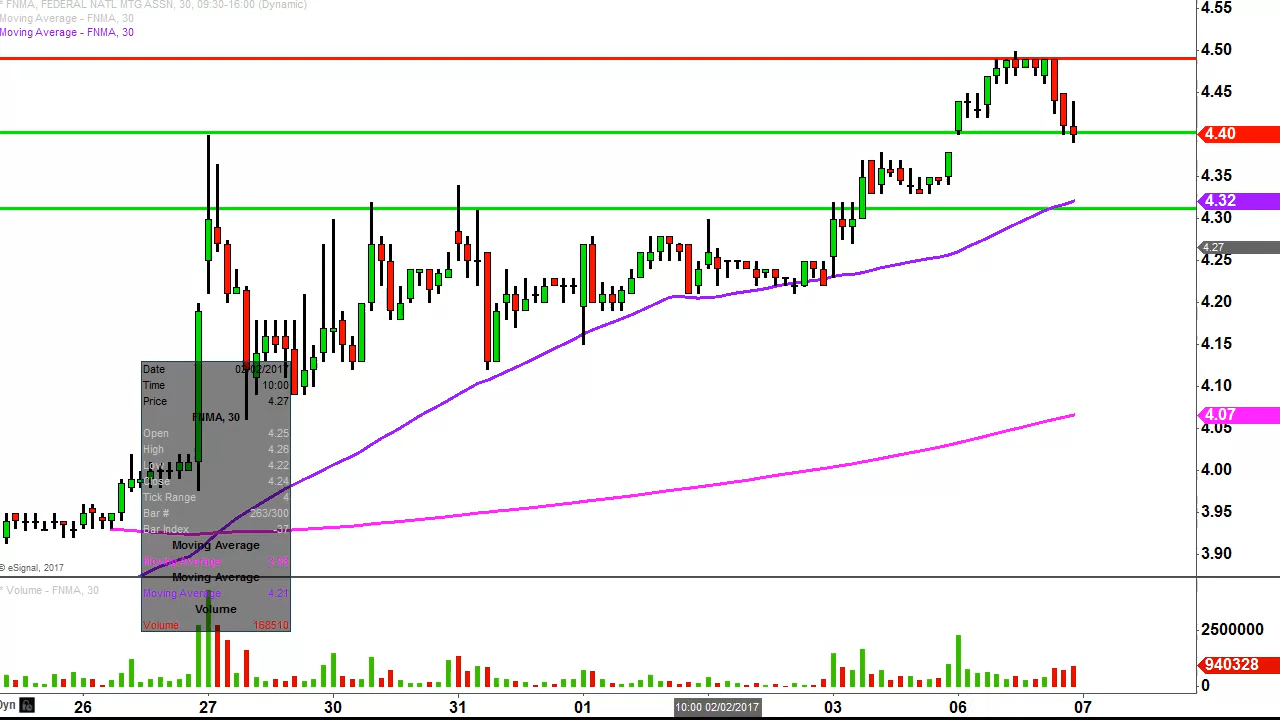 * FNMA, FEDERAL NATL MTG ASSN, 30, 09:30-16:00 (Dynamic)
Moving Average - FNMA, 30
Moving Average - FNMA, 30
4.55
4.50
4.45
4.40
4.35
4.32
4.30
4.27
4.25
4.20
4.15
4.10
4.07
4.05
4.00
3.95
3.90
Date 02/02/2017
Time 10:00
Price 4.27
FNMA, 30
Open 4.25
High 4.26
Low 4.22
Close 4.24
Tick Range 4
Bar # 263/300
Bar Index -37
Moving Average
Moving Average
Moving Average
Moving Average 4.21
Volume
Volume 168510
© eSignal, 2017
* Volume - FNMA, 30
2500000
940328
0
Dyn
26 27 30 31 01 10:00 02/02/2017 03 06 07